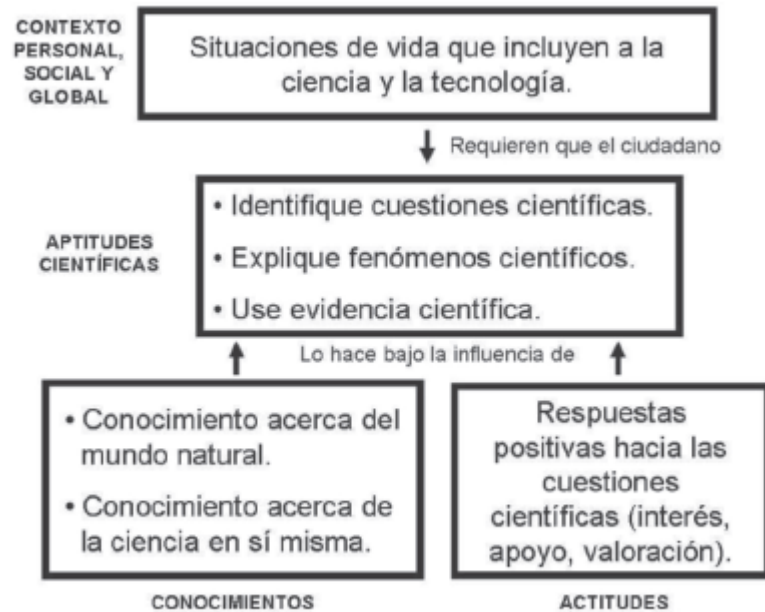 CONTEXTO
PERSONAL,
SOCIAL Y
GLOBAL
Situaciones de vida que incluyen a la
ciencia y la tecnología.
Requieren que el ciudadano
APTITUDES
CIENTÍFICAS
• Identifique cuestiones científicas.
• Explique fenómenos científicos.
• Use evidencia científica.
Lo hace bajo la influencia de
• Conocimiento acerca del
mundo natural.
• Conocimiento acerca de
la ciencia en sí misma.
CONOCIMIENTOS
Respuestas
positivas hacia las
cuestiones
científicas (interés,
apoyo, valoración).
ACTITUDES